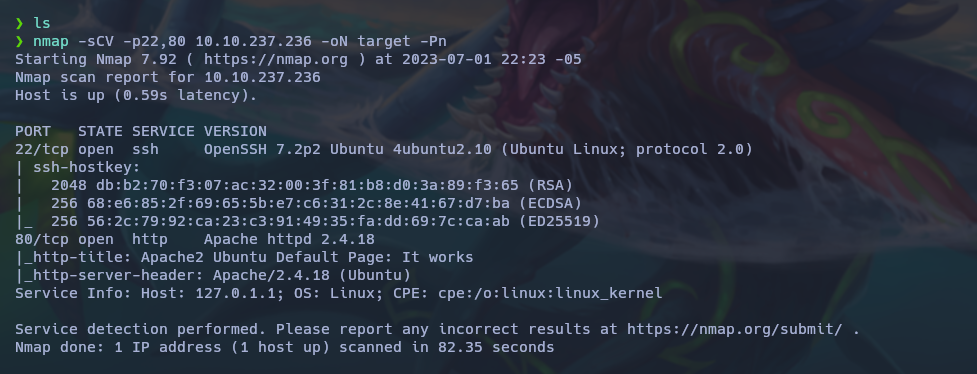 ❯ ls
❯ nmap -sCV -p22,80 10.10.237.236 -oN target -Pn
Starting Nmap 7.92 ( https://nmap.org ) at 2023-07-01 22:23 -05
Nmap scan report for 10.10.237.236
Host is up (0.59s latency).

PORT   STATE SERVICE VERSION
22/tcp open  ssh     OpenSSH 7.2p2 Ubuntu 4ubuntu2.10 (Ubuntu Linux; protocol 2.0)
| ssh-hostkey:
|   2048 db:b2:70:f3:07:ac:32:00:3f:81:b8:d0:3a:89:f3:65 (RSA)
|   256 68:e6:85:2f:69:65:5b:e7:c6:31:2c:8e:41:67:d7:ba (ECDSA)
|_  256 56:2c:79:92:ca:23:c3:91:49:35:fa:dd:69:7c:ca:ab (ED25519)
80/tcp open  http    Apache httpd 2.4.18
|_http-title: Apache2 Ubuntu Default Page: It works
|_http-server-header: Apache/2.4.18 (Ubuntu)
Service Info: Host: 127.0.1.1; OS: Linux; CPE: cpe:/o:linux:linux_kernel

Service detection performed. Please report any incorrect results at https://nmap.org/submit/ .
Nmap done: 1 IP address (1 host up) scanned in 82.35 seconds